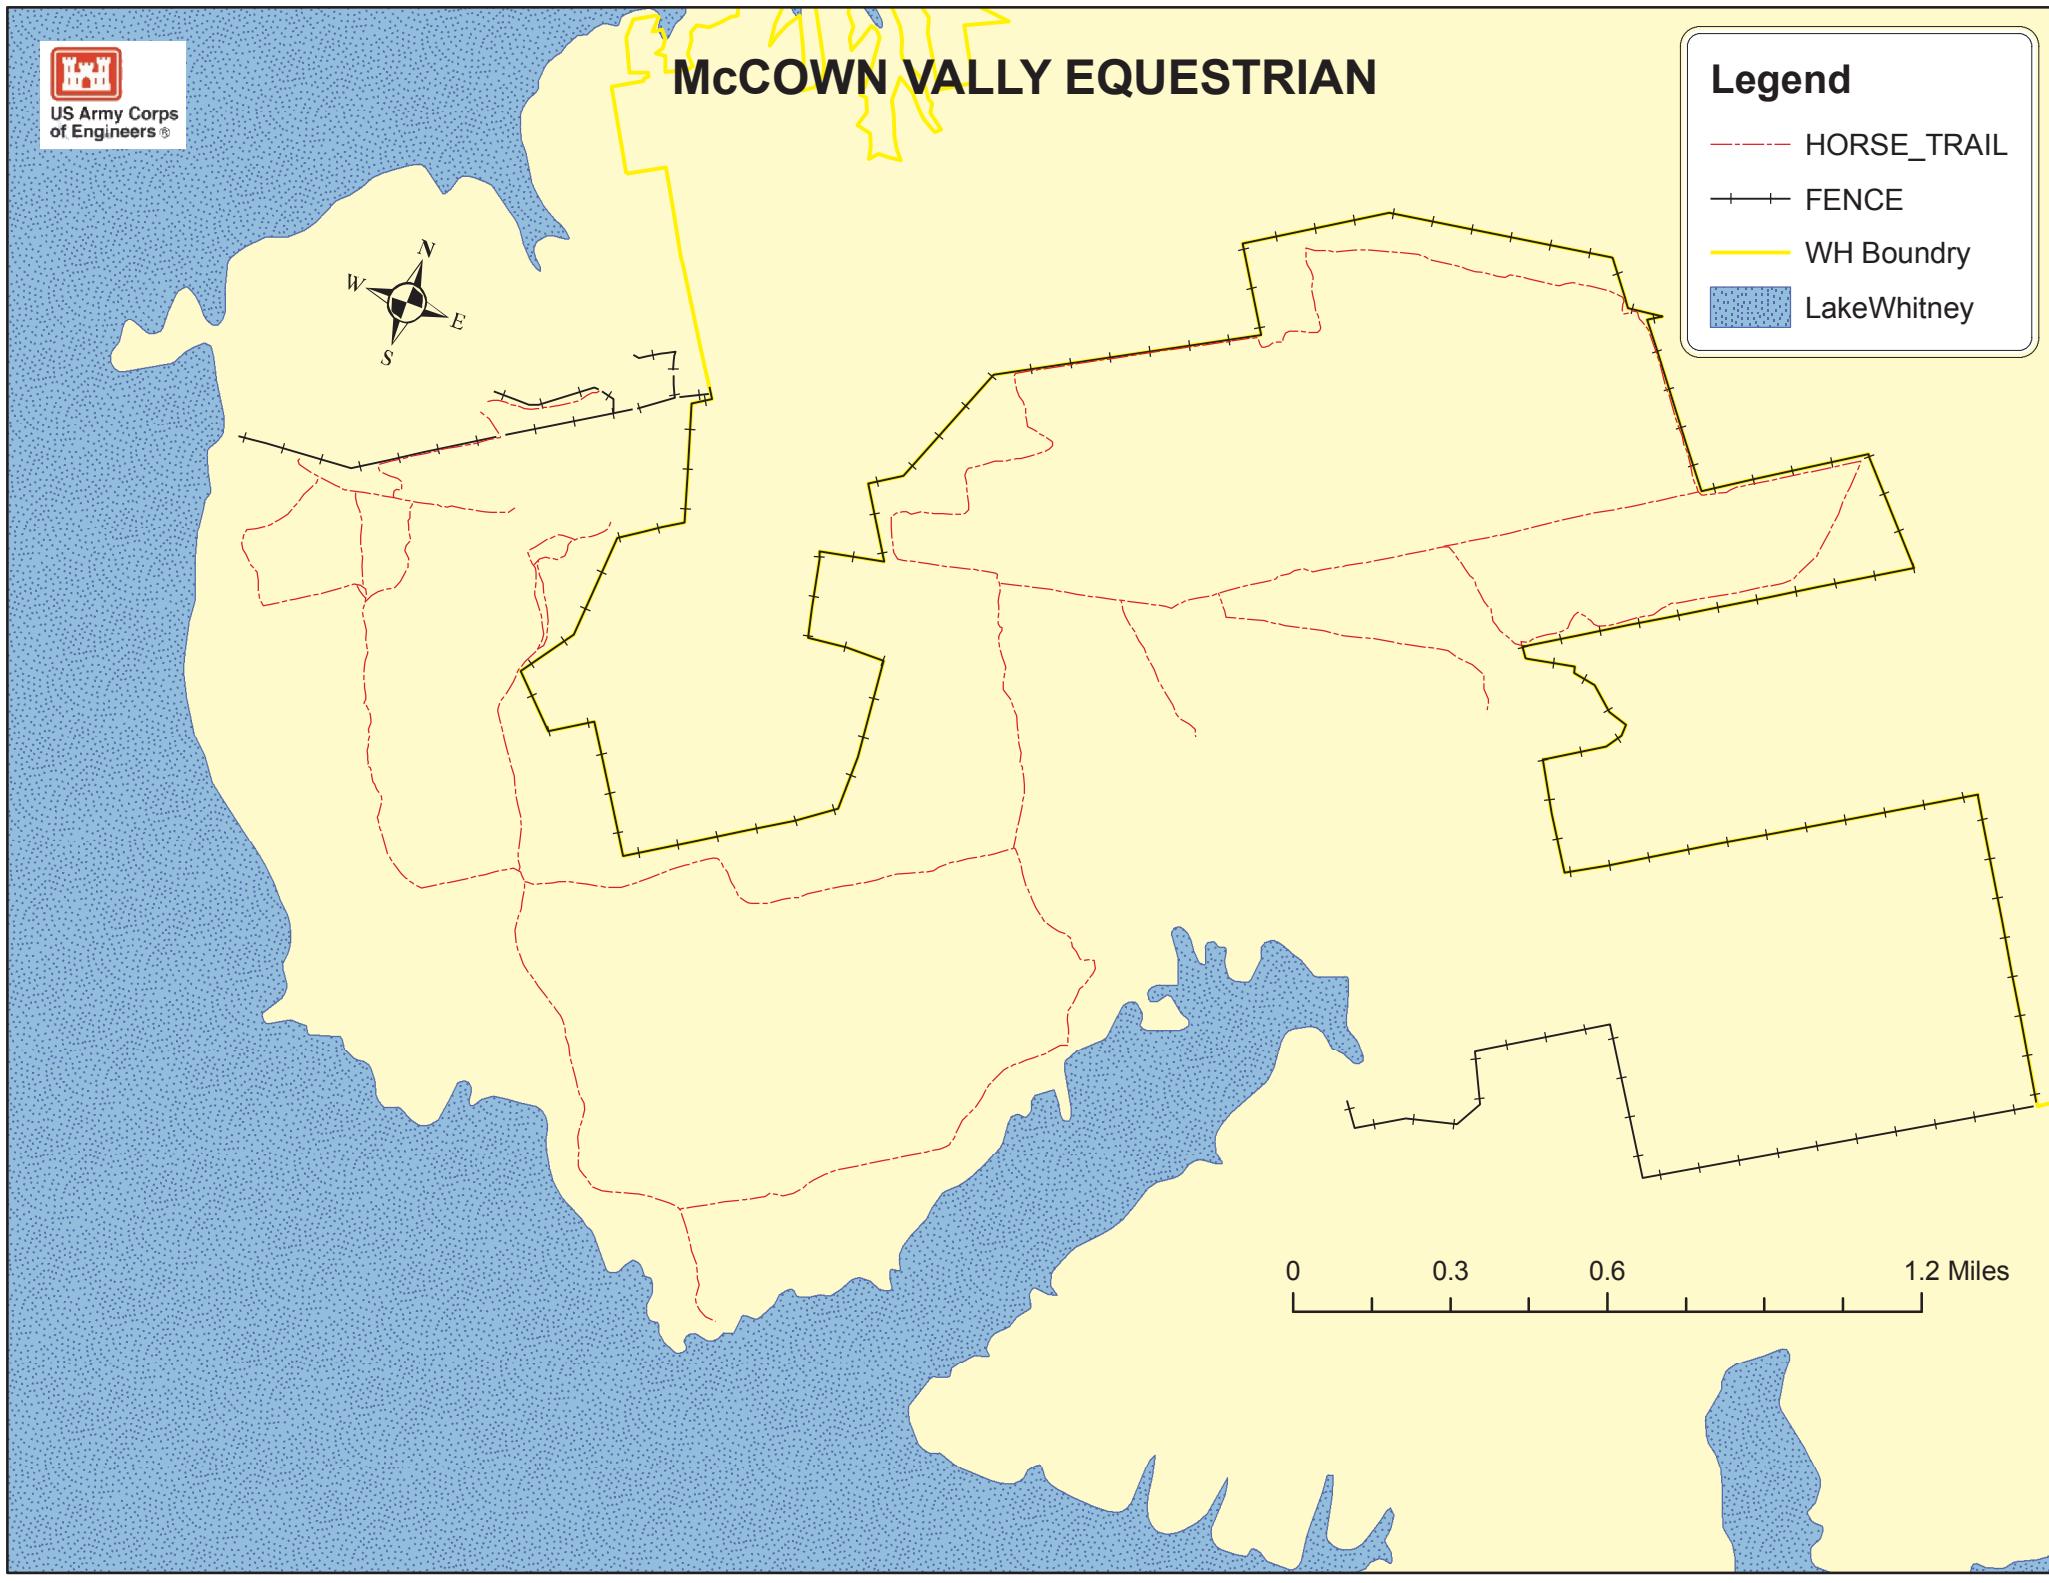 McCOWN VALLY EQUESTRIAN
US Army Corps
of Engineers ®
Legend
HORSE_TRAIL
FENCE
WH Boundry
LakeWhitney
N
W
E
S
0 0.3 0.6 1.2 Miles